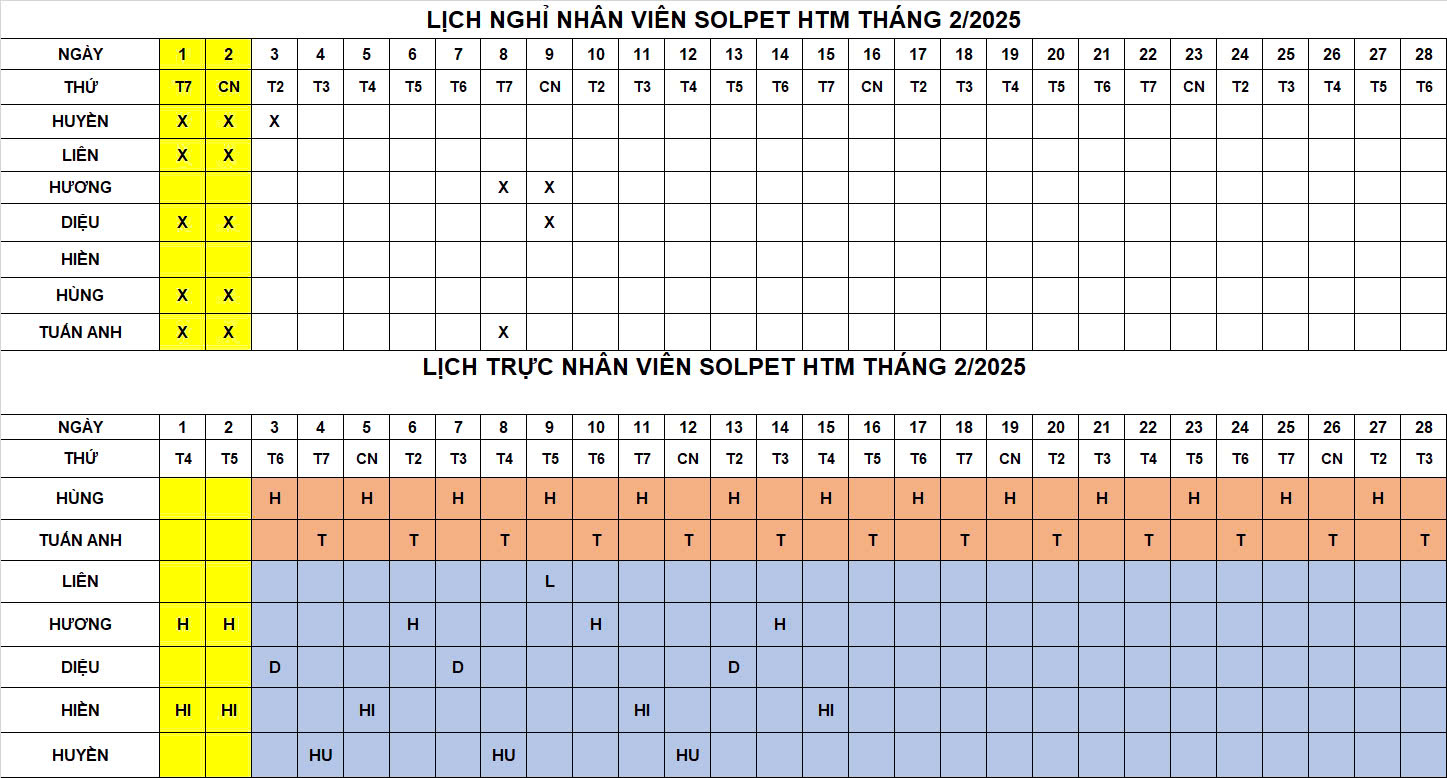 LỊCH NGHỈ NHÂN VIÊN SOLPET HTM THÁNG 2/2025
NGÀY 1 2 3 4 5 6 7 8 9 10 11 12 13 14 15 16 17 18 19 20 21 22 23 24 25 26 27 28
THỨ T7 CN T2 T3 T4 T5 T6 T7 CN T2 T3 T4 T5 T6 T7 CN T2 T3 T4 T5 T6 T7 CN T2 T3 T4 T5 T6
HUYỀN X X X
LIÊN X X
HƯƠNG X X
DIỆU X X X
HIỀN
HÙNG X X
TUẤN ANH X X X
LỊCH TRỰC NHÂN VIÊN SOLPET HTM THÁNG 2/2025
NGÀY 1 2 3 4 5 6 7 8 9 10 11 12 13 14 15 16 17 18 19 20 21 22 23 24 25 26 27 28
THỨ T4 T5 T6 T7 CN T2 T3 T4 T5 T6 T7 CN T2 T3 T4 T5 T6 T7 CN T2 T3 T4 T5 T6 T7 CN T2 T3
HÙNG H H H H H H H H H H H H H
TUẤN ANH T T T T T T T T T T T T T
LIÊN L
HƯƠNG H H H H H
DIỆU D D D
HIỀN HI HI HI HI HI
HUYỀN HU HU HU